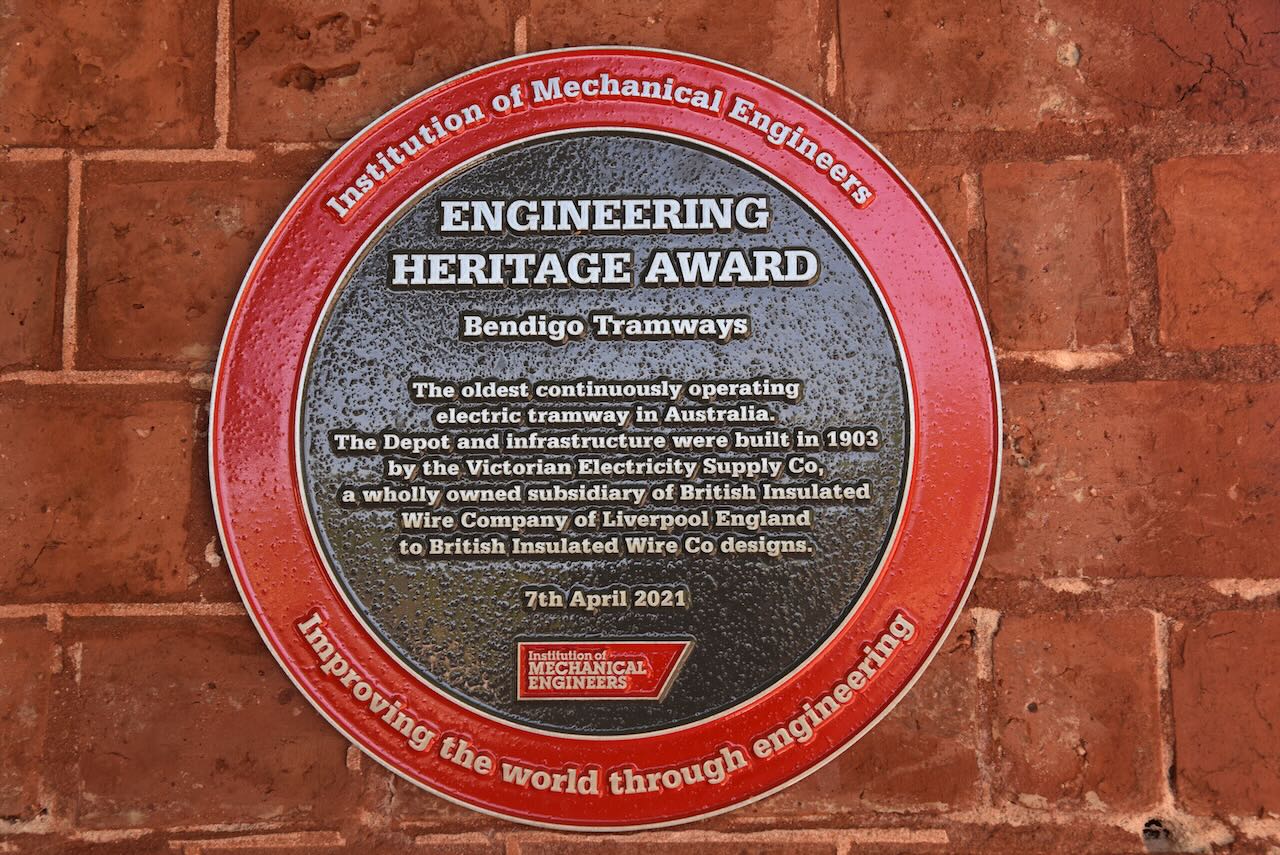 Institution of Mechanical Engineers
ENGINEERING
HERITAGE AWARD
Bendigo Tramways
The oldest continuously operating
electric tramway in Australia.
The Depot and infrastructure were built in 1903
by the Victorian Electricity Supply Co,
a wholly owned subsidiary of British Insulated
Wire Company of Liverpool England
to British Insulated Wire Co designs.
7th April 2021
Institution of
MECHANICAL
ENGINEERS
Improving the world through engineering